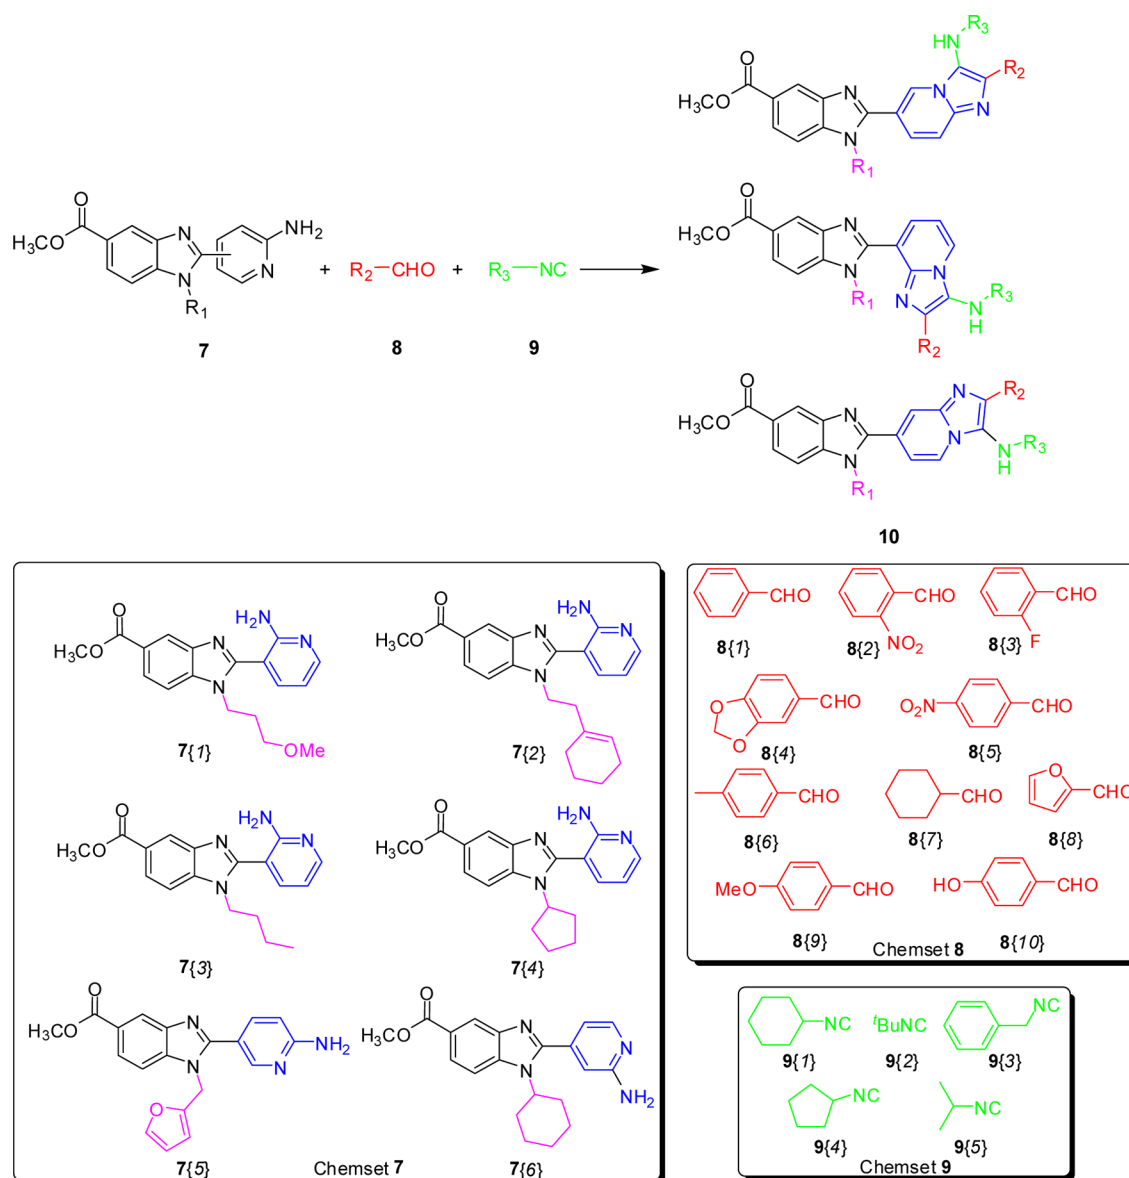 HN
R3
R2
N
N
N
N
O
H3CO
R1
O
H3CO
N
N
R1
N
N
N
H
R3
R2
O
H3CO
N
N
R1
NH2
N
+
R2—CHO
+
R3—NC
7
8
9
O
H3CO
N
N
R1
N
N
R2
N
H
R3
10
O
H3CO
N
N
H2N
N
OMe
7{1}
O
H3CO
N
N
H2N
N
7{2}
O
H3CO
N
N
H2N
N
7{3}
O
H3CO
N
N
H2N
N
7{4}
O
H3CO
N
N
N
NH2
O
7{5}
O
H3CO
N
N
N
NH2
7{6}
Chemset 7
CHO
8{1}
CHO
NO2
8{2}
CHO
F
8{3}
O
O
CHO
8{4}
NO2
CHO
8{5}
CHO
8{6}
CHO
8{7}
O
CHO
8{8}
MeO
CHO
8{9}
HO
CHO
8{10}
Chemset 8
NC
9{1}
tBuNC
9{2}
NC
9{3}
NC
9{4}
NC
9{5}
Chemset 9